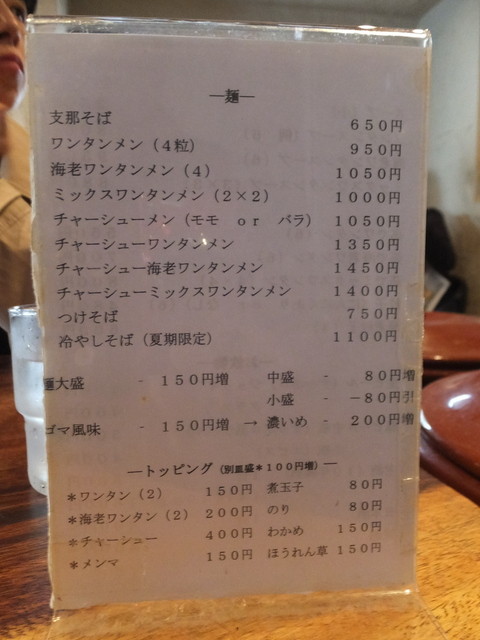 ―麺―
支那そば 650円
ワンタンメン（4粒） 950円
海老ワンタンメン（4） 1050円
ミックスワンタンメン（2×2） 1000円
チャーシューメン（モモ or バラ） 1050円
チャーシューワンタンメン 1350円
チャーシュー海老ワンタンメン 1450円
チャーシューミックスワンタンメン 1400円
つけそば 750円
冷やしそば（夏期限定） 1100円
麺大盛 - 150円増 中盛 - 80円増
小盛 - －80円引
ゴマ風味 - 150円増 → 濃いめ - 200円増
―トッピング（別皿盛＊100円増）―
＊ワンタン（2） 150円 煮玉子 80円
＊海老ワンタン（2） 200円 のり 80円
＊チャーシュー 400円 わかめ 150円
＊メンマ 150円 ほうれん草 150円